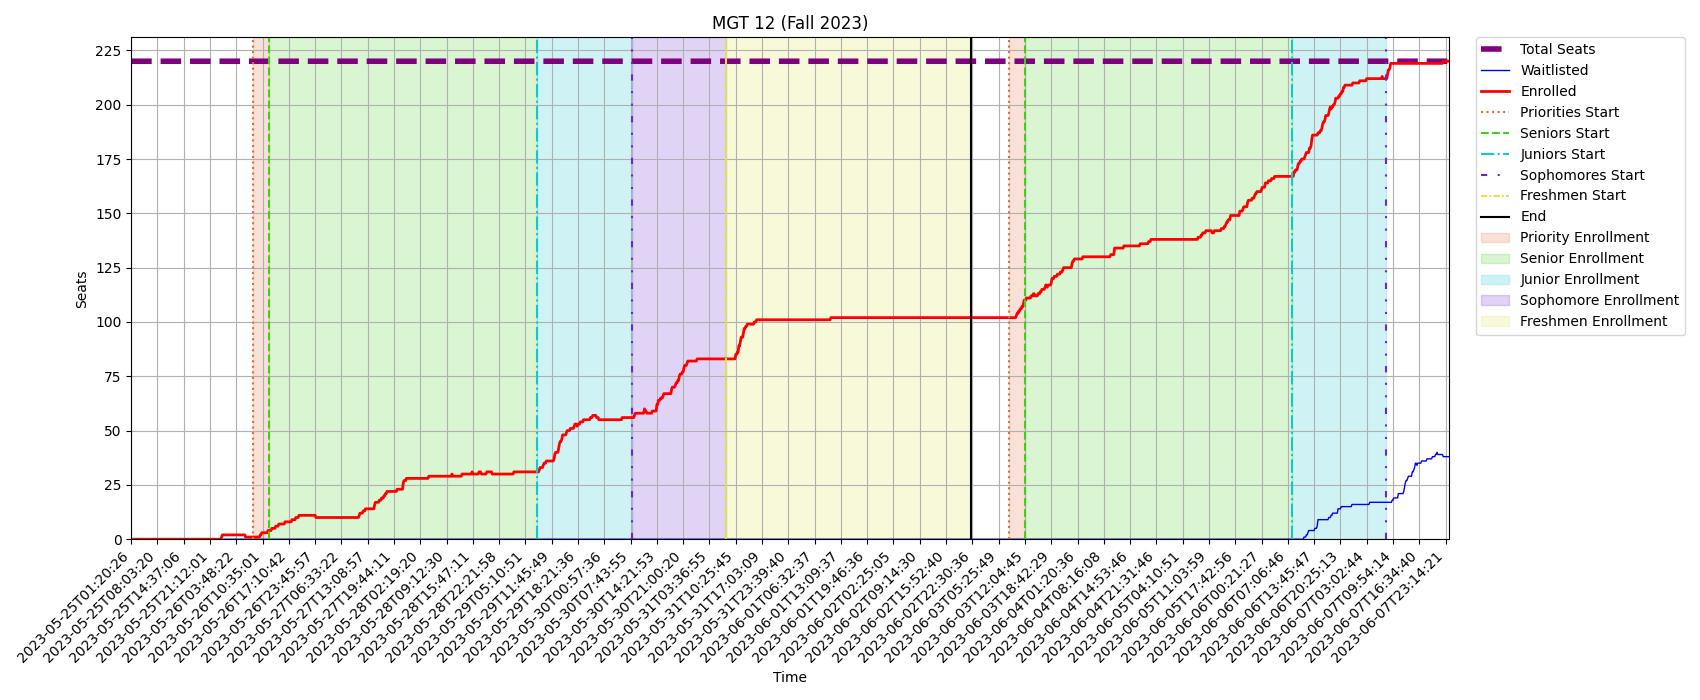 MGT 12 (Fall 2023)
Seats
225
200
175
150
125
100
75
50
25
0
2023-05-25T01:20:26
2023-05-25T08:03:20
2023-05-25T14:37:06
2023-05-25T21:12:01
2023-05-26T03:48:22
2023-05-26T10:35:01
2023-05-26T17:10:42
2023-05-26T23:45:57
2023-05-27T06:33:22
2023-05-27T13:08:57
2023-05-27T19:44:11
2023-05-28T02:19:20
2023-05-28T09:12:30
2023-05-28T15:47:11
2023-05-28T22:21:58
2023-05-29T05:10:51
2023-05-29T11:45:49
2023-05-29T18:21:36
2023-05-30T00:57:36
2023-05-30T07:43:55
2023-05-30T14:21:53
2023-05-30T21:00:20
2023-05-31T03:36:55
2023-05-31T10:25:45
2023-05-31T17:03:09
2023-05-31T23:39:40
2023-06-01T06:32:37
2023-06-01T13:09:37
2023-06-01T19:46:36
2023-06-02T02:25:05
2023-06-02T09:14:30
2023-06-02T15:52:40
2023-06-02T22:30:36
2023-06-03T05:25:49
2023-06-03T12:04:45
2023-06-03T18:42:29
2023-06-04T01:20:36
2023-06-04T08:16:08
2023-06-04T14:53:46
2023-06-04T21:31:46
2023-06-05T04:10:51
2023-06-05T11:03:59
2023-06-05T17:42:56
2023-06-06T00:21:27
2023-06-06T07:06:46
2023-06-06T13:45:47
2023-06-06T20:25:13
2023-06-07T03:02:44
2023-06-07T09:54:14
2023-06-07T16:34:40
2023-06-07T23:14:21
Time
Total Seats
Waitlisted
Enrolled
Priorities Start
Seniors Start
Juniors Start
Sophomores Start
Freshmen Start
End
Priority Enrollment
Senior Enrollment
Junior Enrollment
Sophomore Enrollment
Freshmen Enrollment